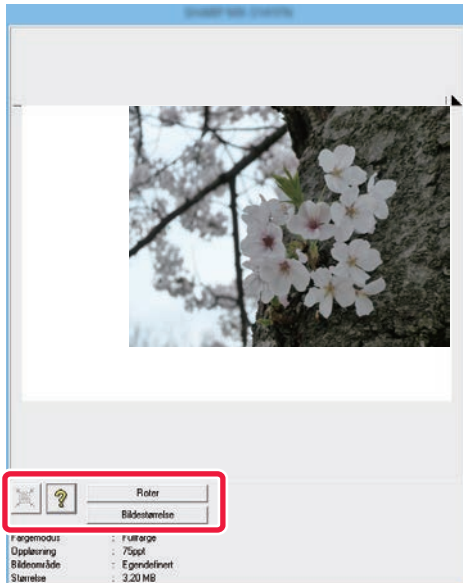 Roter
Bildestørrelse
Fargemodus : Fullfarge
Oppløsning : 75ppt
Bildeområde : Egendefinert
Størrelse : 3,20 MB